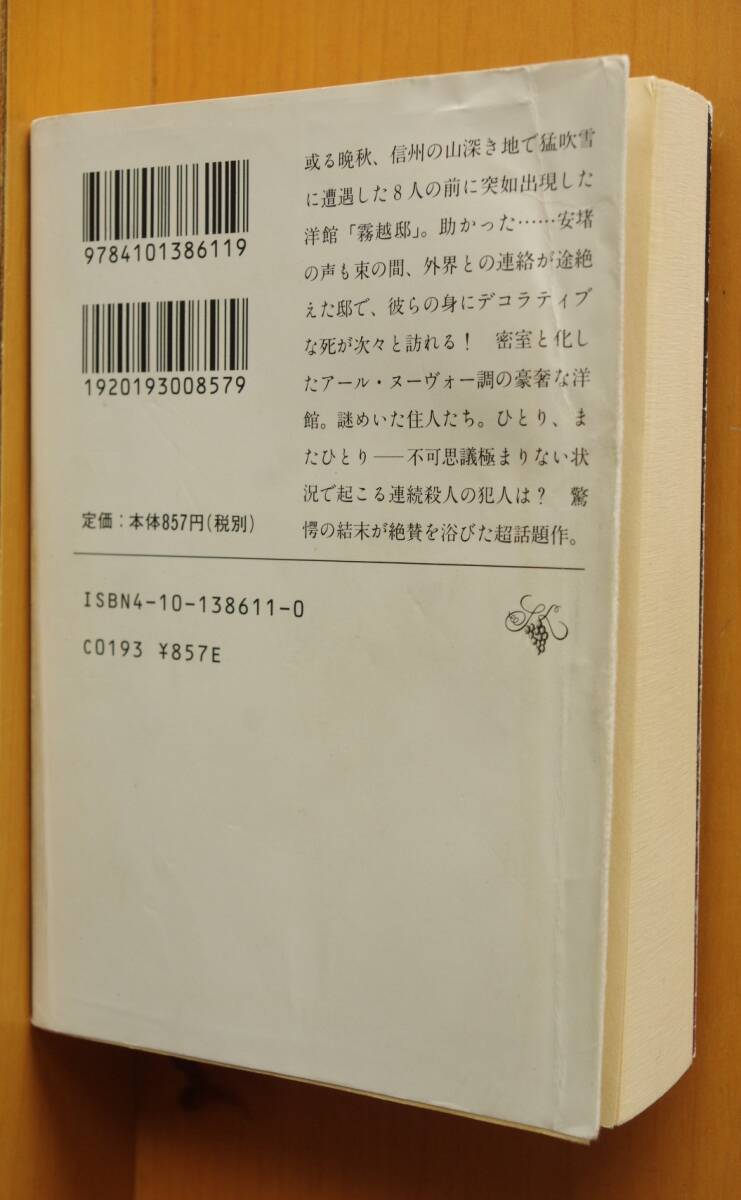 9784101386119
1920193008579
定価：本体857円（税別）
或る晩秋、信州の山深き地で猛吹雪
に遭遇した８人の前に突如出現した
洋館「霧越邸」。助かった……安堵
の声も束の間、外界との連絡が途絶
えた邸で、彼らの身にデコラティブ
な死が次々と訪れる！　密室と化し
たアール・ヌーヴォー調の豪奢な洋
館。謎めいた住人たち。ひとり、ま
たひとり――不可思議極まりない状
況で起こる連続殺人の犯人は？　驚
愕の結末が絶賛を浴びた超話題作。
ISBN4-10-138611-0
C0193 ¥857E